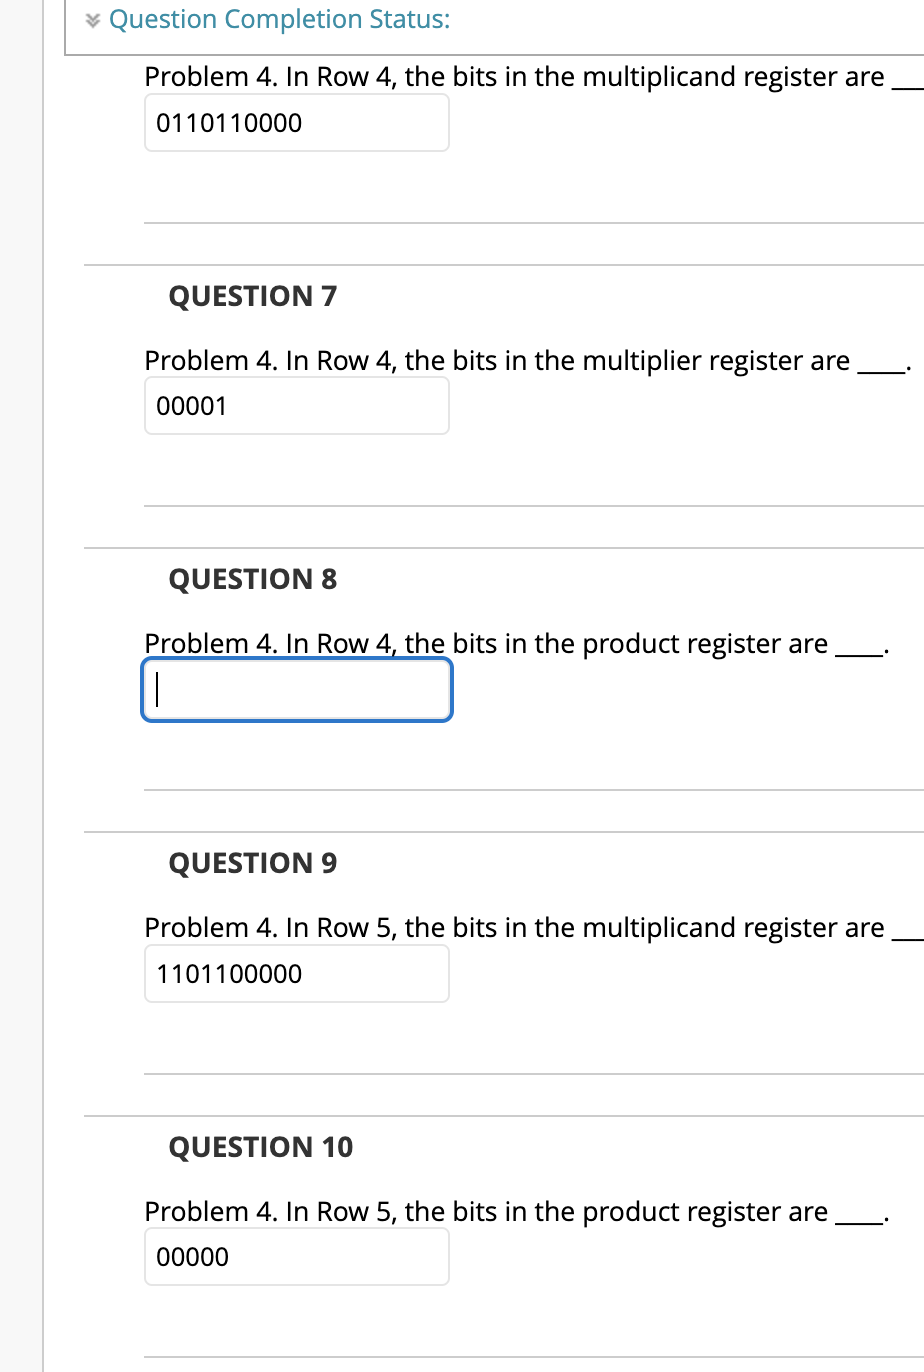 Question Completion Status:
Problem 4. In Row 4, the bits in the multiplicand register are ___
0110110000
QUESTION 7
Problem 4. In Row 4, the bits in the multiplier register are ____.
00001
QUESTION 8
Problem 4. In Row 4, the bits in the product register are ____.
QUESTION 9
Problem 4. In Row 5, the bits in the multiplicand register are ___
1101100000
QUESTION 10
Problem 4. In Row 5, the bits in the product register are ____.
00000